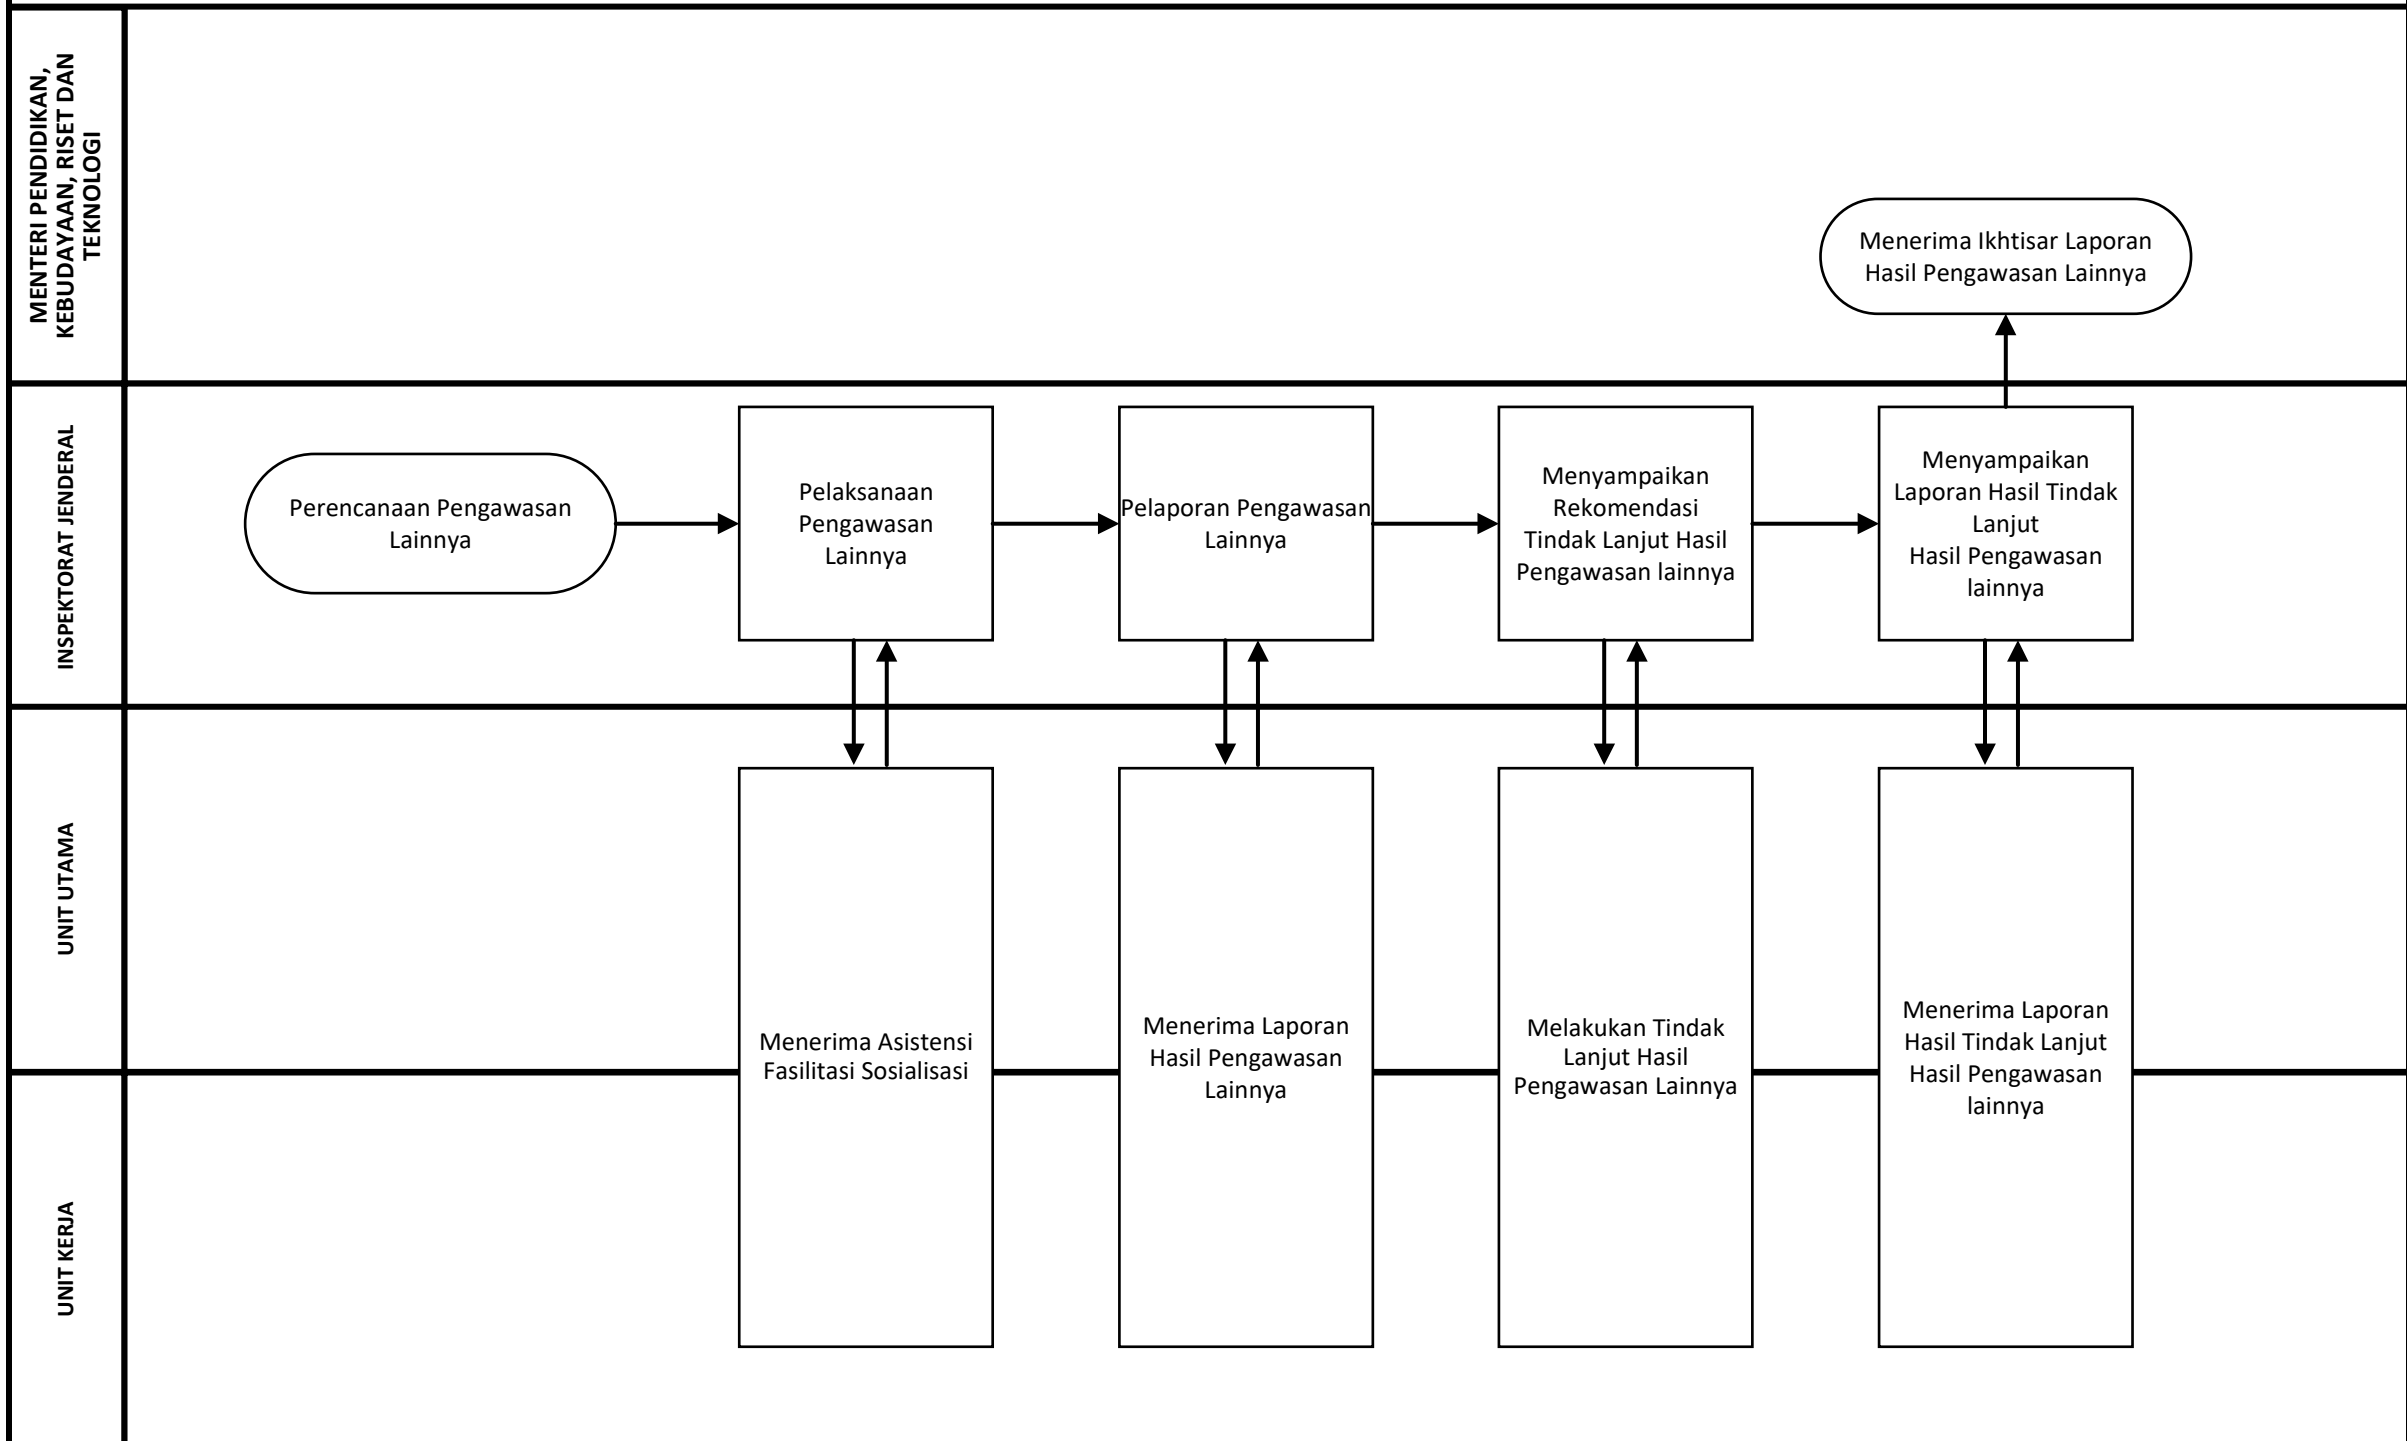 MENTERI PENDIDIKAN,
KEBUDAYAAN, RISET DAN
TEKNOLOGI
Menerima Ikhtisar Laporan
Hasil Pengawasan Lainnya
INSPEKTORAT JENDERAL
Perencanaan Pengawasan
Lainnya
Pelaksanaan
Pengawasan
Lainnya
Pelaporan Pengawasan
Lainnya
Menyampaikan
Rekomendasi
Tindak Lanjut Hasil
Pengawasan lainnya
Menyampaikan
Laporan Hasil Tindak
Lanjut
Hasil Pengawasan
lainnya
UNIT UTAMA
UNIT KERJA
Menerima Asistensi
Fasilitasi Sosialisasi
Menerima Laporan
Hasil Pengawasan
Lainnya
Melakukan Tindak
Lanjut Hasil
Pengawasan Lainnya
Menerima Laporan
Hasil Tindak Lanjut
Hasil Pengawasan
lainnya